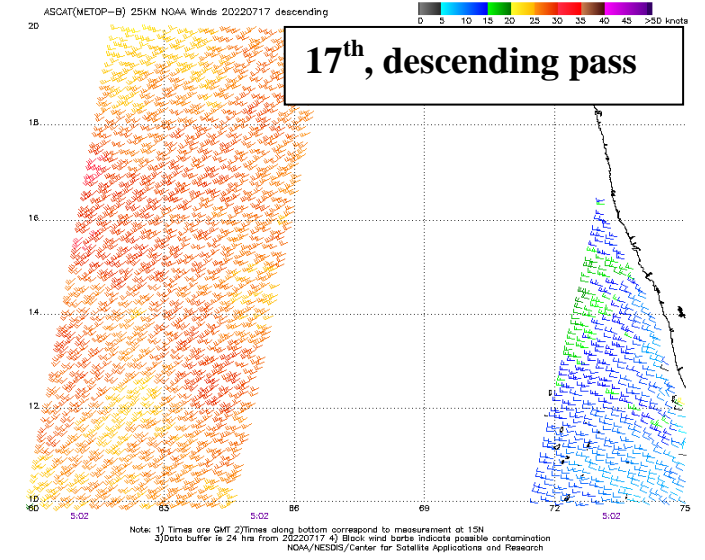 ASCAT(METOP-B) 25KM NOAA Winds 20220717 descending
0 5 10 15 20 25 30 35 40 45 >50 knots
17th, descending pass
20
18
16
14
12
10
60 63 66 69 72 75
5:02 5:02 5:02
Note: 1) Times are GMT 2)Times along bottom correspond to measurement at 15N
3)Data buffer is 24 hrs from 20220717 4) Black wind barbs indicate possible contamination
NOAA/NESDIS/Center for Satellite Applications and Research